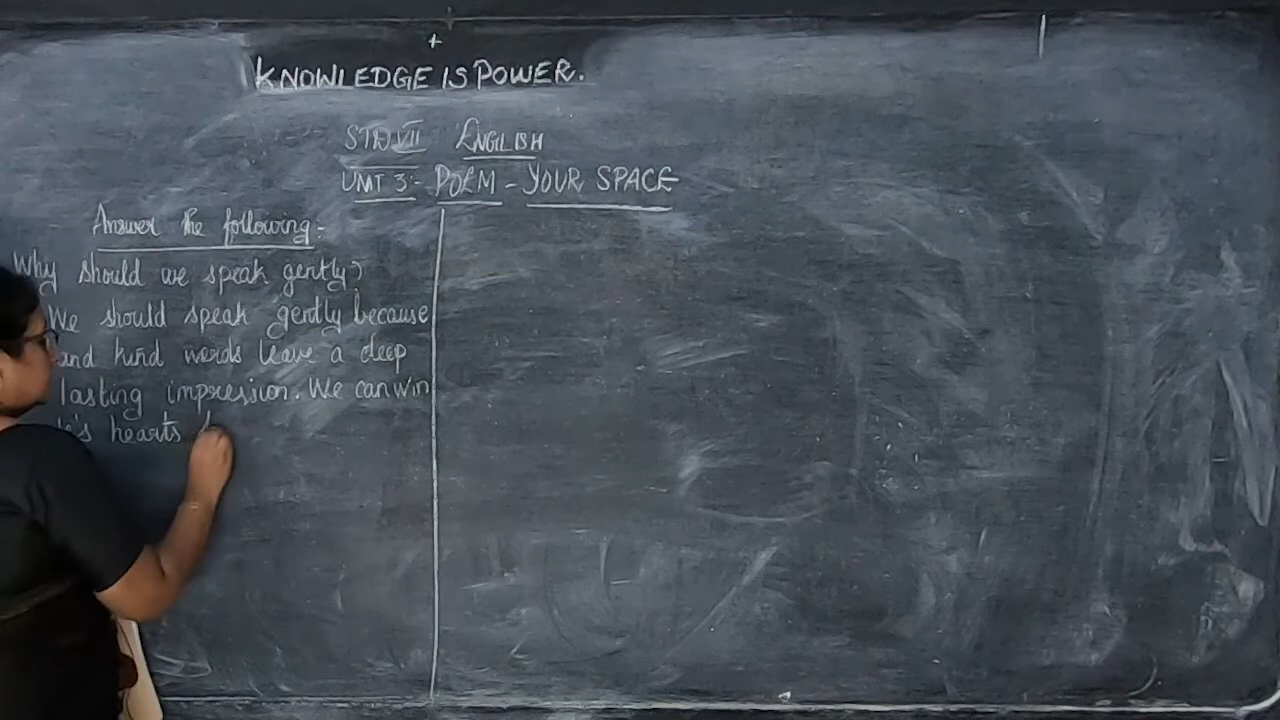 KNOWLEDGE IS POWER.
STD VII ENGLISH
UNIT 3:- POEM - YOUR SPACE
Answer the following:-
Why should we speak gently?
We should speak gently because
and kind words leave a deep
lasting impression. We can win
hearts